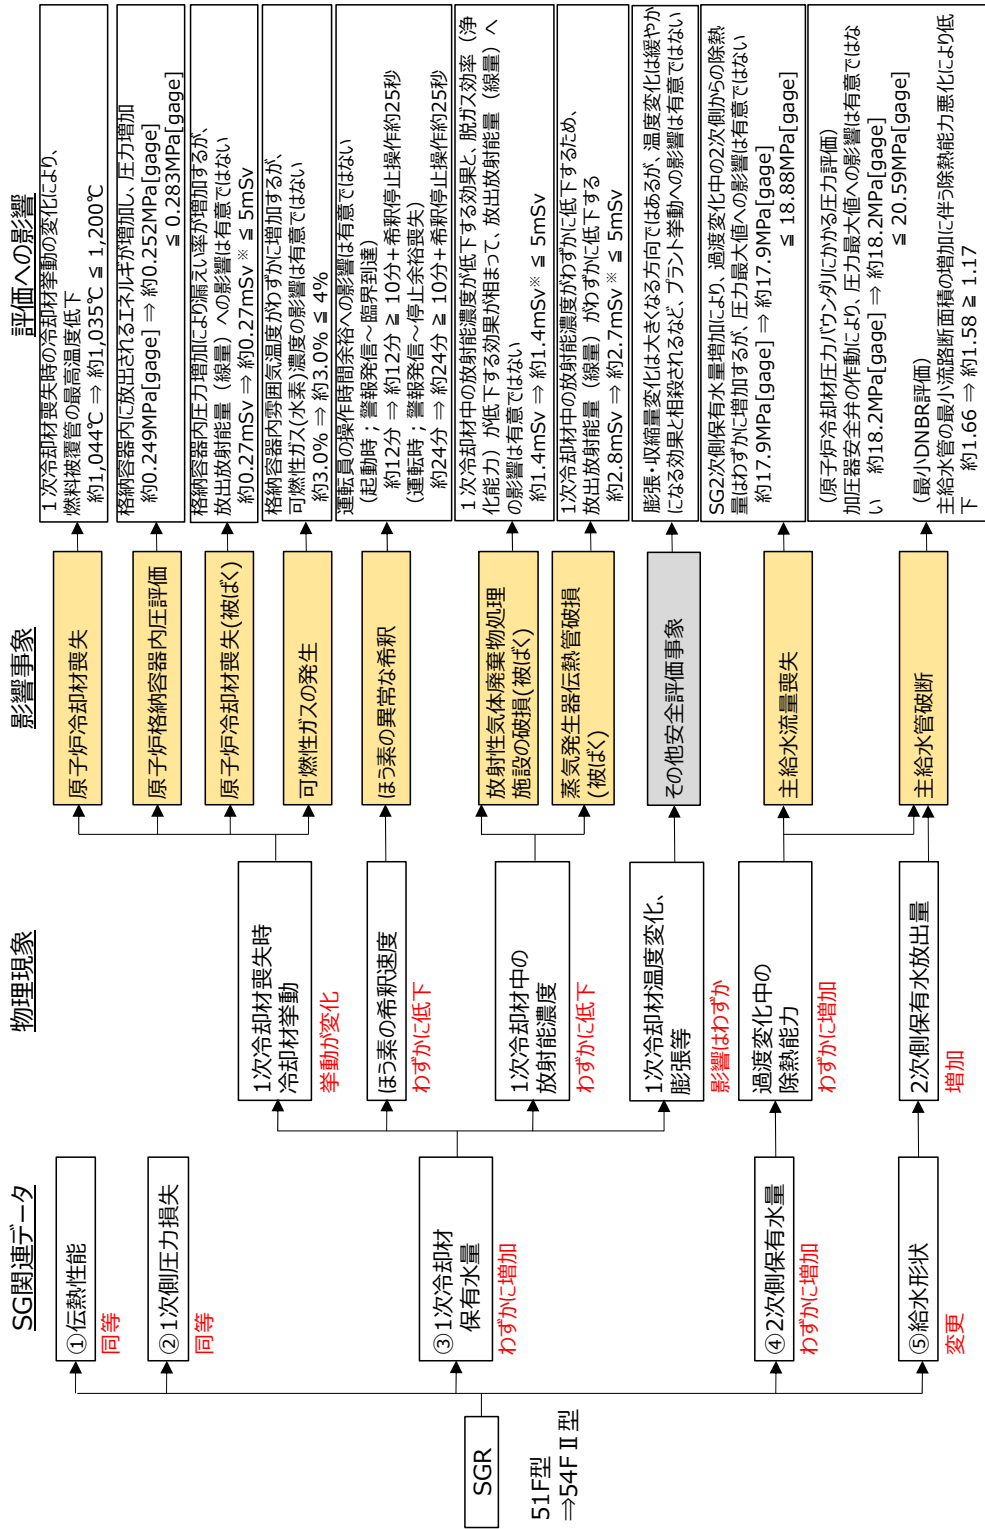 SG関連データ
物理現象
影響事象
評価への影響
SGR
51F型
⇒54FⅡ型
①伝熱性能
同等
②1次側圧力損失
同等
③1次冷却材
保有水量
わずかに増加
④2次側保有水量
わずかに増加
⑤給水形状
変更
1次冷却材喪失時
冷却材挙動
挙動が変化
ほう素の希釈速度
わずかに低下
1次冷却材中の
放射能濃度
わずかに低下
1次冷却材温度変化、
膨張等
影響はわずか
過渡変化中の
除熱能力
わずかに増加
2次側保有水放出量
増加
原子炉冷却材喪失
原子炉格納容器内圧評価
原子炉冷却材喪失(被ばく)
可燃性ガスの発生
ほう素の異常な希釈
放射性気体廃棄物処理
施設の破損(被ばく)
蒸気発生器伝熱管破損
(被ばく)
その他安全評価事象
主給水流量喪失
主給水管破断
1次冷却材喪失時の冷却材挙動の変化により、
燃料被覆管の最高温度低下
約1,044℃ ⇒ 約1,035℃ ≦ 1,200℃
格納容器内に放出されるエネルギが増加し、圧力増加
約0.249MPa[gage] ⇒ 約0.252MPa[gage]
≦ 0.283MPa[gage]
格納容器内圧力増加により漏えい率が増加するが、
放出放射能量（線量）への影響は有意ではない
約0.27mSv ⇒ 約0.27mSv※ ≦ 5mSv
格納容器内雰囲気温度がわずかに増加するが、
可燃性ガス(水素)濃度の影響は有意ではない
約3.0% ⇒ 約3.0% ≦ 4%
運転員の操作時間余裕への影響は有意ではない
（起動時；警報発信～臨界到達）
約12分 ⇒ 約12分 ≧ 10分+希釈停止操作約25秒
（運転時；警報発信～停止余裕喪失）
約24分 ⇒ 約24分 ≧ 10分+希釈停止操作約25秒
1次冷却材中の放射能濃度が低下する効果と、脱ガス効率（浄
化能力）が低下する効果が相まって、放出放射能量（線量）へ
の影響は有意ではない
約1.4mSv ⇒ 約1.4mSv※ ≦ 5mSv
1次冷却材中の放射能濃度がわずかに低下するため、
放出放射能量（線量）がわずかに低下する
約2.8mSv ⇒ 約2.7mSv※ ≦ 5mSv
膨張・収縮量変化は大きくなる方向ではあるが、温度変化は緩やか
になる効果と相殺されるなど、プラント挙動への影響は有意ではない
SG2次側保有水量増加により、過渡変化中の2次側からの除熱
量はわずかに増加するが、圧力最大値への影響は有意ではない
約17.9MPa[gage] ⇒ 約17.9MPa[gage]
≦ 18.88MPa[gage]
（原子炉冷却材圧力バウンダリにかかる圧力評価）
加圧器安全弁の作動により、圧力最大値への影響は有意ではな
い　約18.2MPa[gage] ⇒ 約18.2MPa[gage]
≦ 20.59MPa[gage]
（最小DNBR評価）
主給水管の最小流路断面積の増加に伴う除熱能力悪化により低
下　約1.66 ⇒ 約1.58 ≧ 1.17